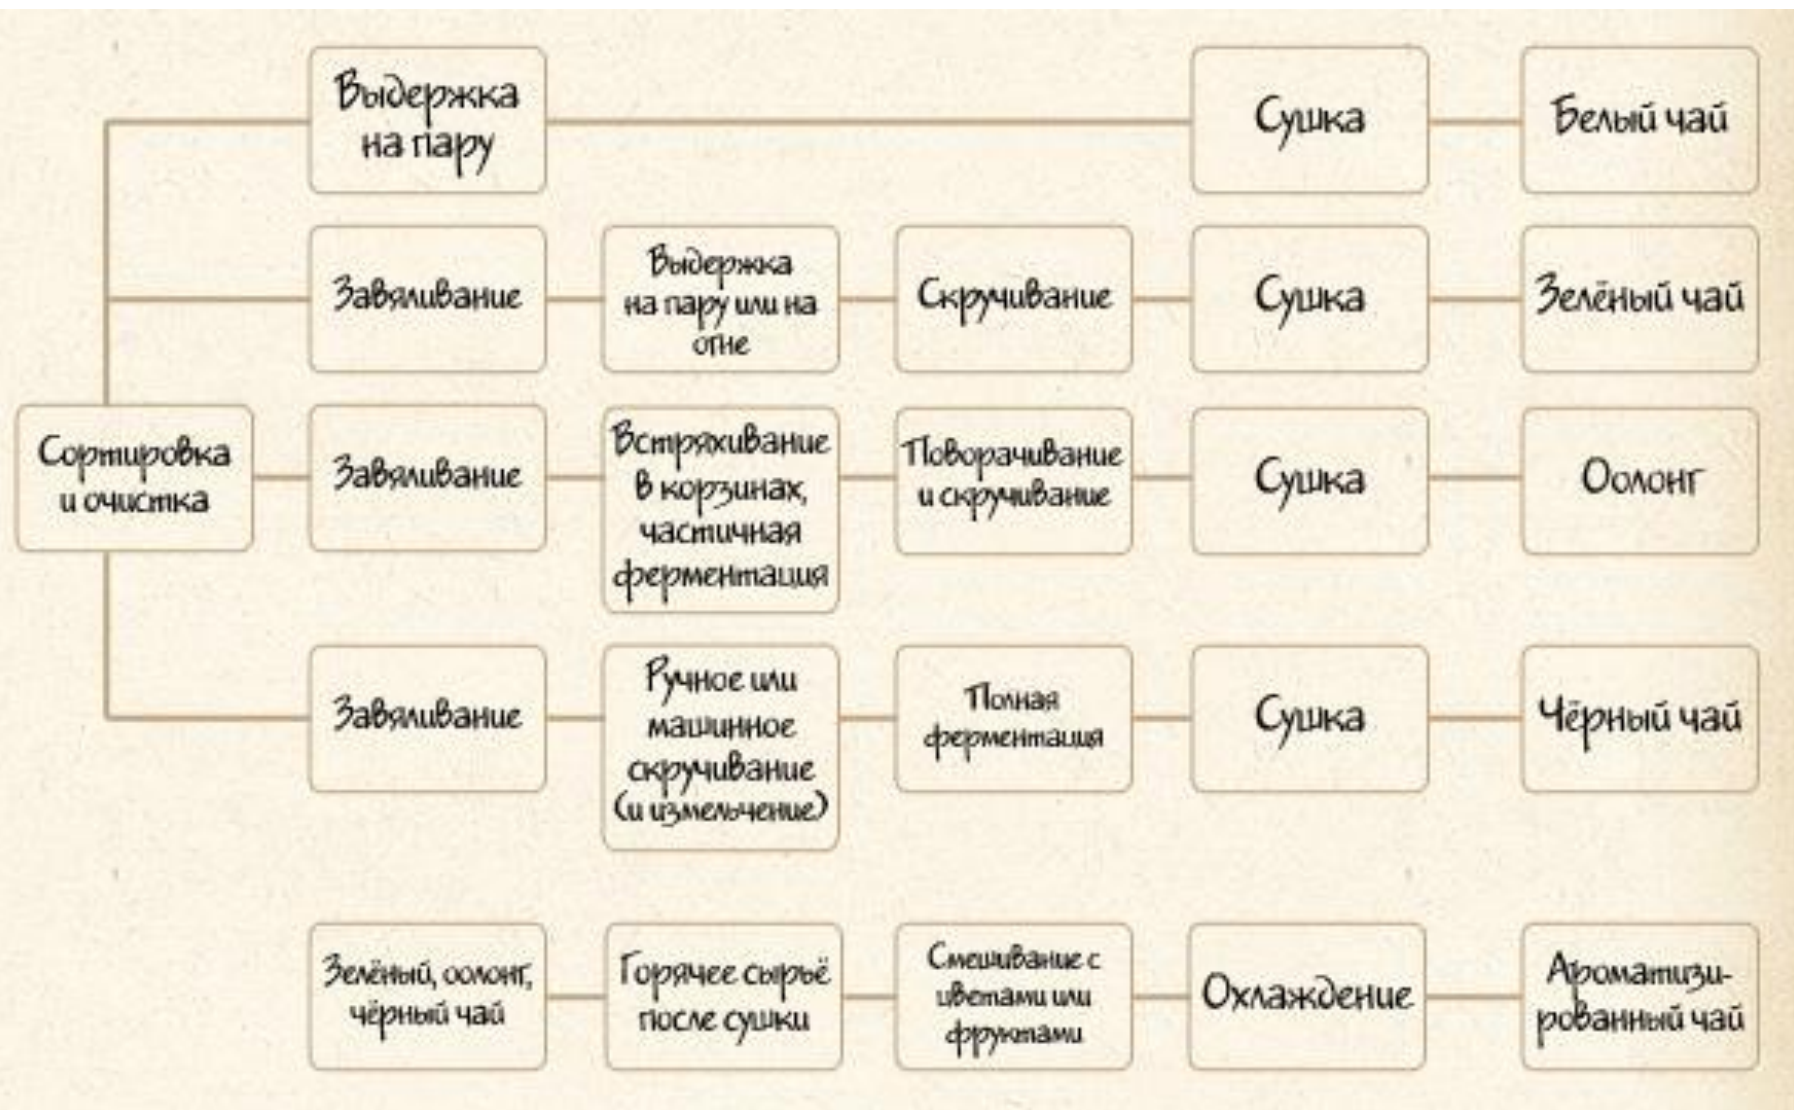 Выдержка
на пару
Сушка
Белый чай
Завяливание
Выдержка
на пару или на
огне
Скручивание
Сушка
Зелёный чай
Сортировка
и очистка
Завяливание
Встряхивание
в корзинах,
частичная
ферментация
Поворачивание
и скручивание
Сушка
Оолонг
Завяливание
Ручное или
машинное
скручивание
(и измельчение)
Полная
ферментация
Сушка
Чёрный чай
Зелёный, оолонг,
чёрный чай
Горячее сырьё
после сушки
Смешивание с
цветами или
фруктами
Охлаждение
Ароматизи-
рованный чай